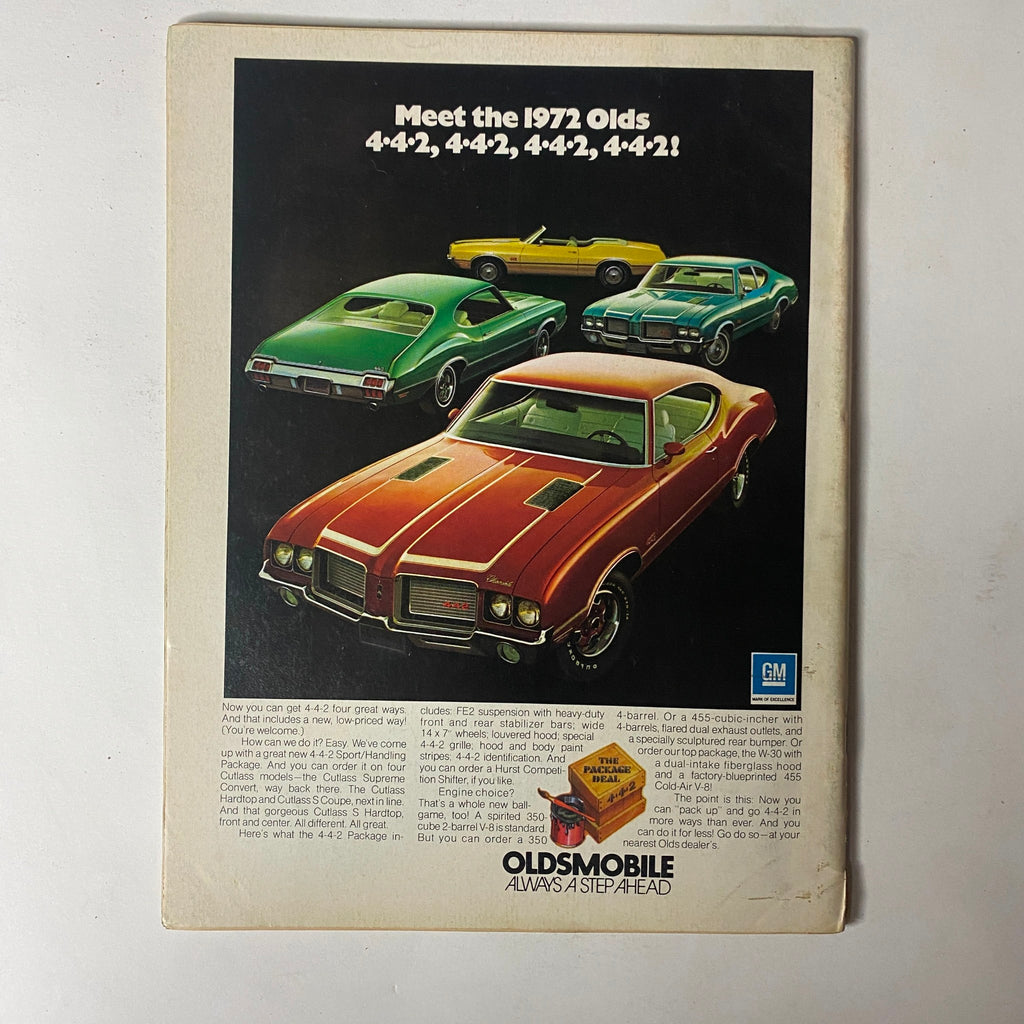 Meet the 1972 Olds
4•4•2, 4•4•2, 4•4•2, 4•4•2!
GM
MARK OF EXCELLENCE
Now you can get 4-4-2 four great ways.
And that includes a new, low-priced way!
(You're welcome.)
How can we do it? Easy. We've come
up with a great new 4-4-2 Sport/Handling
Package. And you can order it on four
Cutlass models—the Cutlass Supreme
Convert, way back there. The Cutlass
Hardtop and Cutlass S Coupe, next in line.
And that gorgeous Cutlass S Hardtop,
front and center. All different. All great.
Here's what the 4-4-2 Package in-
cludes: FE2 suspension with heavy-duty
front and rear stabilizer bars; wide
14 x 7" wheels; louvered hood; special
4-4-2 grille; hood and body paint
stripes; 4-4-2 identification. And
you can order a Hurst Competi-
tion Shifter, if you like.
Engine choice?
That's a whole new ball-
game, too! A spirited 350-
cube 2-barrel V-8 is standard.
But you can order a 350
4-barrel. Or a 455-cubic-incher with
4-barrels, flared dual exhaust outlets, and
a specially sculptured rear bumper. Or
order our top package, the W-30 with
a dual-intake fiberglass hood
and a factory-blueprinted 455
Cold-Air V-8!
The point is this: Now you
can "pack up" and go 4-4-2 in
more ways than ever. And you
can do it for less! Go do so—at your
nearest Olds dealer's.
THE
PACKAGE
DEAL
4-4-2
OLDSMOBILE
ALWAYS A STEP AHEAD